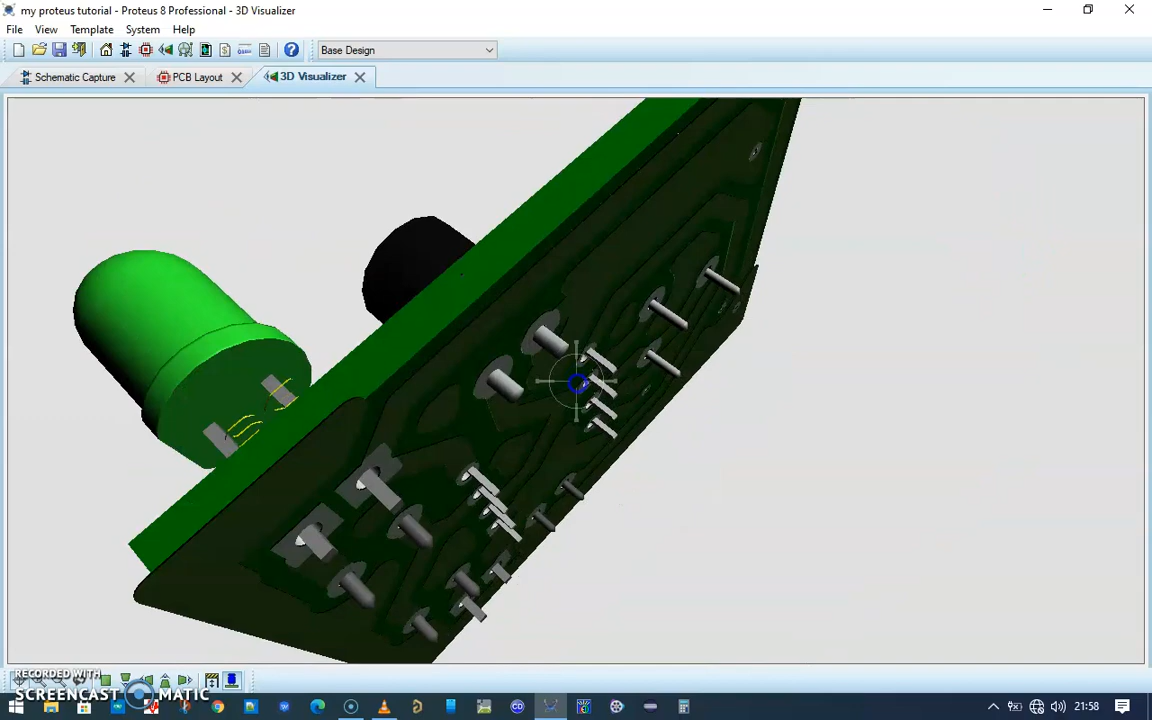 my proteus tutorial - Proteus 8 Professional - 3D Visualizer
File View Template System Help
Base Design
Schematic Capture PCB Layout 3D Visualizer
RECORDED WITH
SCREENCAST MATIC
21:58